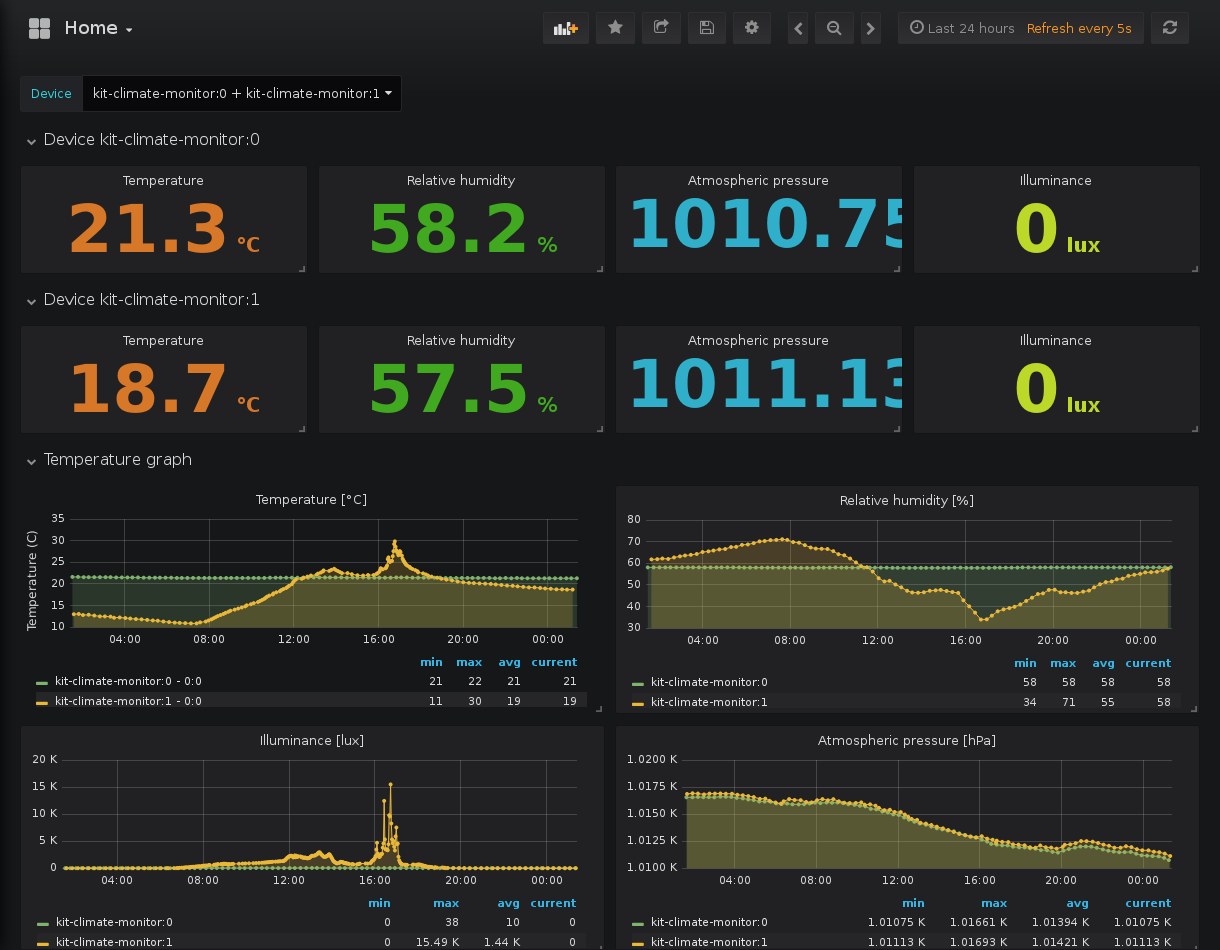 Home
Last 24 hours Refresh every 5s
Device kit-climate-monitor:0 + kit-climate-monitor:1
Device kit-climate-monitor:0
Temperature Relative humidity Atmospheric pressure Illuminance
21.3 °C 58.2 % 1010.75 0 lux
Device kit-climate-monitor:1
Temperature Relative humidity Atmospheric pressure Illuminance
18.7 °C 57.5 % 1011.13 0 lux
Temperature graph
Temperature [°C]
Temperature (C)
35
30
25
20
15
10
04:00 08:00 12:00 16:00 20:00 00:00
min max avg current
kit-climate-monitor:0 - 0:0 21 22 21 21
kit-climate-monitor:1 - 0:0 11 30 19 19
Relative humidity [%]
80
70
60
50
40
30
04:00 08:00 12:00 16:00 20:00 00:00
min max avg current
kit-climate-monitor:0 58 58 58 58
kit-climate-monitor:1 34 71 55 58
Illuminance [lux]
20 K
15 K
10 K
5 K
0
04:00 08:00 12:00 16:00 20:00 00:00
min max avg current
kit-climate-monitor:0 0 38 10 0
kit-climate-monitor:1 0 15.49 K 1.44 K 0
Atmospheric pressure [hPa]
1.0200 K
1.0175 K
1.0150 K
1.0125 K
1.0100 K
04:00 08:00 12:00 16:00 20:00 00:00
min max avg current
kit-climate-monitor:0 1.01075 K 1.01661 K 1.01394 K 1.01075 K
kit-climate-monitor:1 1.01113 K 1.01693 K 1.01421 K 1.01113 K